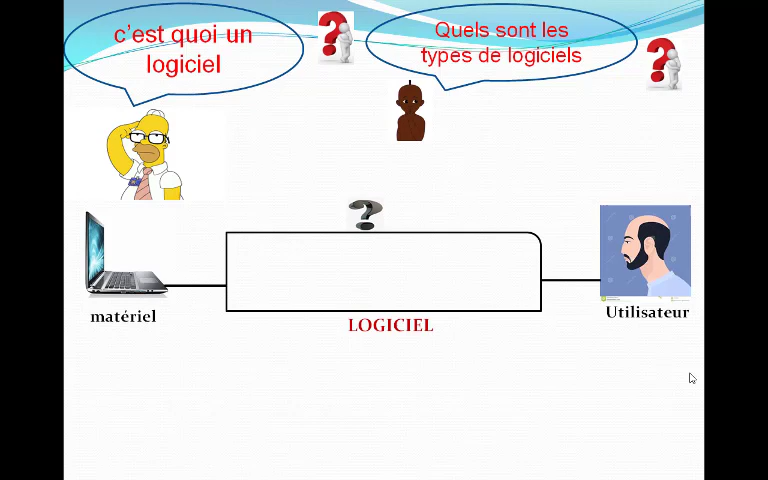 c'est quoi un
logiciel
Quels sont les
types de logiciels
matériel
LOGICIEL
Utilisateur